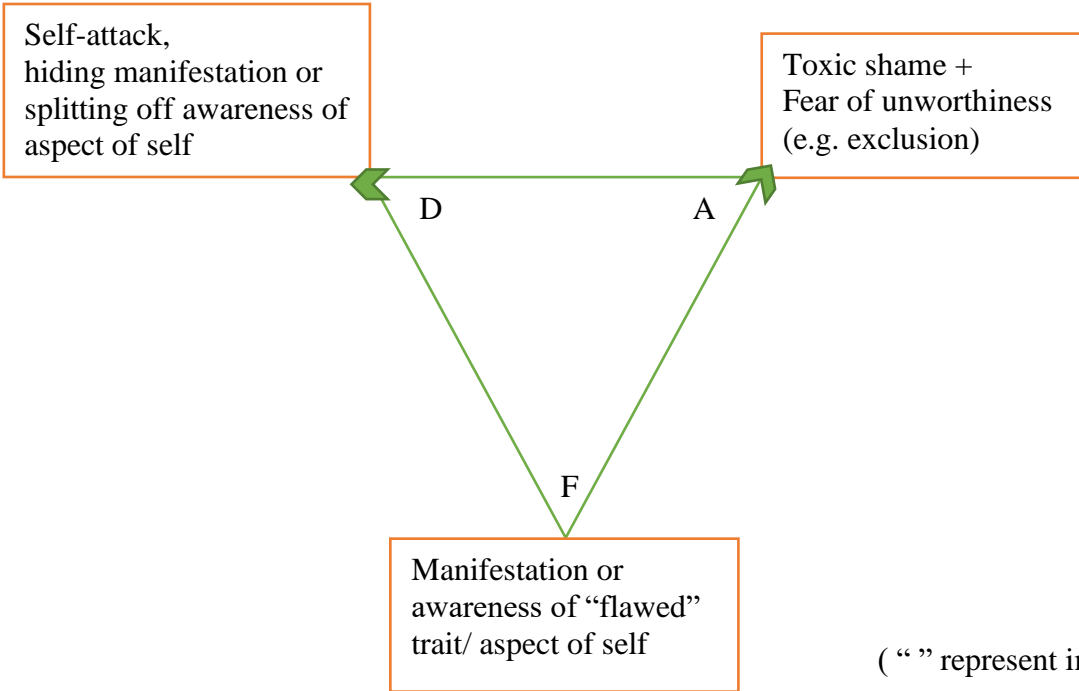 Self-attack,
hiding manifestation or
splitting off awareness of
aspect of self
Toxic shame +
Fear of unworthiness
(e.g. exclusion)
D
A
F
Manifestation or
awareness of “flawed”
trait/ aspect of self
( “ ” represent